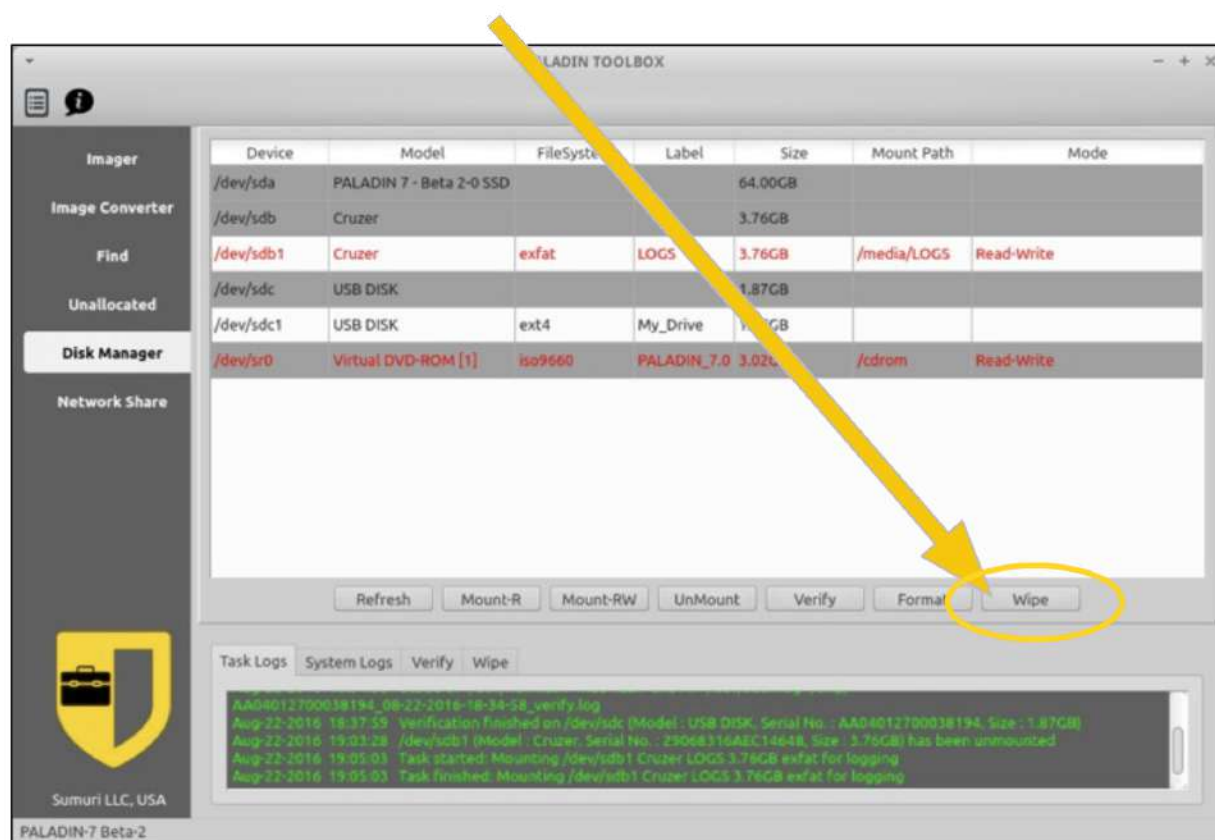 LADIN TOOLBOX
Imager
Image Converter
Find
Unallocated
Disk Manager
Network Share
Device Model FileSyste Label Size Mount Path Mode
/dev/sda PALADIN 7 - Beta 2-0 SSD 64.00GB
/dev/sdb Cruzer 3.76GB
/dev/sdb1 Cruzer exfat LOGS 3.76GB /media/LOGS Read-Write
/dev/sdc USB DISK 1.87GB
/dev/sdc1 USB DISK ext4 My_Drive
/dev/sr0 Virtual DVD-ROM [1] iso9660 PALADIN_7.0 3.02G /cdrom Read-Write
Refresh Mount-R Mount-RW UnMount Verify Format Wipe
Task Logs System Logs Verify Wipe
AA04012700038194_08-22-2016-18-34-58_verify.log
Aug-22-2016 18:37:59 Verification finished on /dev/sdc (Model : USB DISK, Serial No. : AA04012700038194, Size : 1.87GB)
Aug-22-2016 19:03:28 /dev/sdb1 (Model : Cruzer, Serial No. : 29068316AEC14648, Size : 3.76GB) has been unmounted
Aug-22-2016 19:05:03 Task started: Mounting /dev/sdb1 Cruzer LOGS 3.76GB exfat for logging
Aug-22-2016 19:05:03 Task finished: Mounting /dev/sdb1 Cruzer LOGS 3.76GB exfat for logging
Sumuri LLC, USA
PALADIN-7 Beta-2